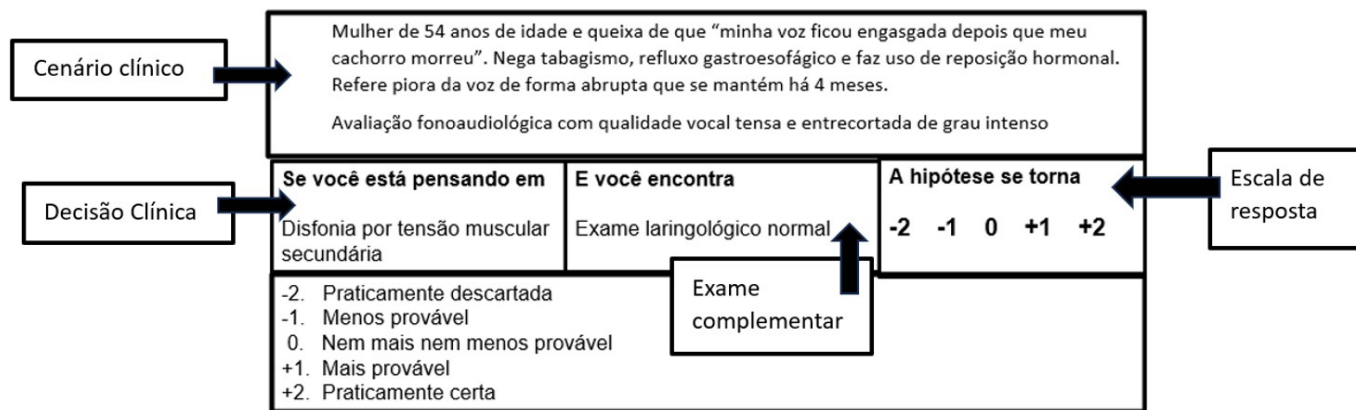 Cenário clínico
Mulher de 54 anos de idade e queixa de que “minha voz ficou engasgada depois que meu
cachorro morreu”. Nega tabagismo, refluxo gastroesofágico e faz uso de reposição hormonal.
Refere piora da voz de forma abrupta que se mantém há 4 meses.
Avaliação fonoaudiológica com qualidade vocal tensa e entrecortada de grau intenso
Decisão Clínica
Se você está pensando em
Disfonia por tensão muscular
secundária
E você encontra
Exame laringológico normal
A hipótese se torna
-2 -1 0 +1 +2
Escala de
resposta
Exame
complementar
-2. Praticamente descartada
-1. Menos provável
0. Nem mais nem menos provável
+1. Mais provável
+2. Praticamente certa